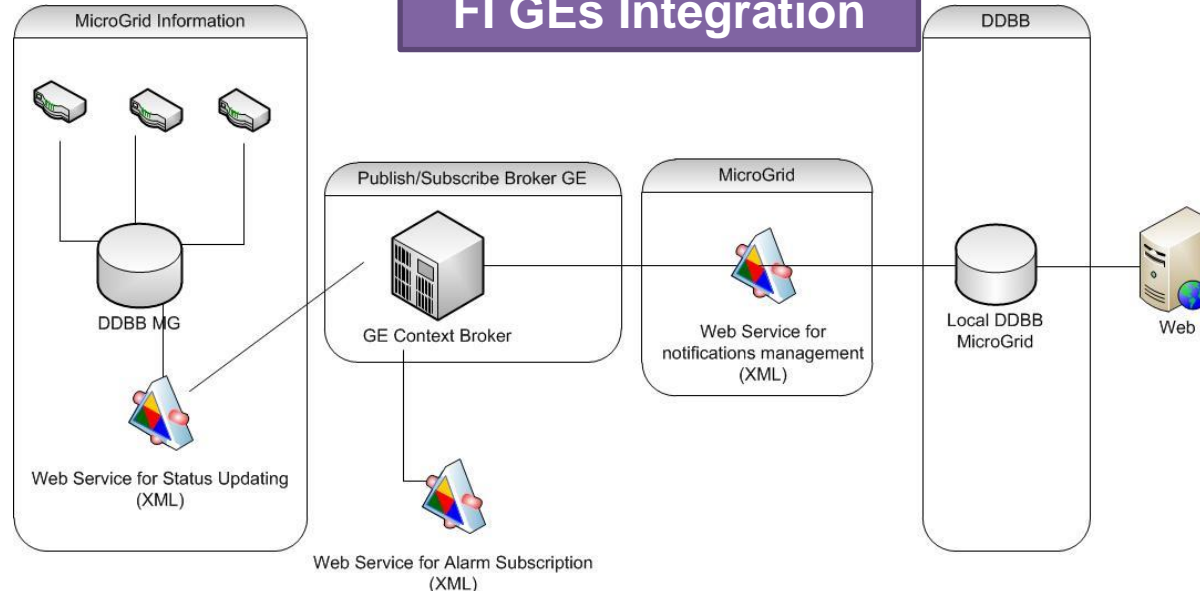 FI GEs Integration
MicroGrid Information
DDBB
Publish/Subscribe Broker GE
MicroGrid
DDBB MG
GE Context Broker
Web Service for
notifications management
(XML)
Local DDBB
MicroGrid
Web
Web Service for Status Updating
(XML)
Web Service for Alarm Subscription
(XML)